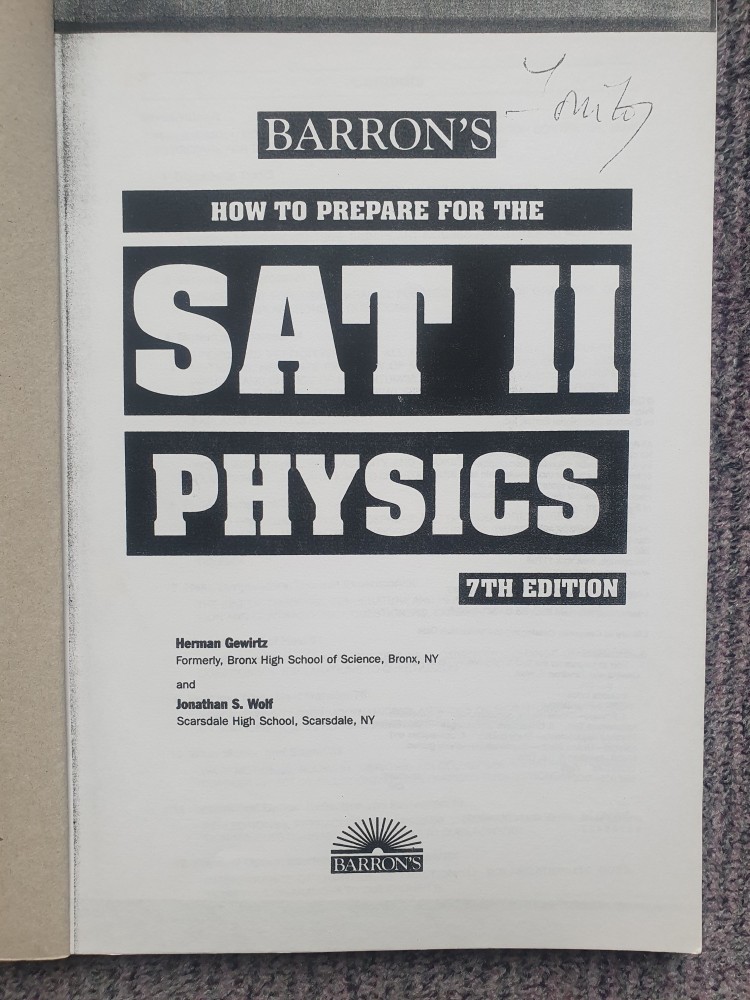 BARRON'S
HOW TO PREPARE FOR THE
SAT II
PHYSICS
7TH EDITION
Herman Gewirtz
Formerly, Bronx High School of Science, Bronx, NY
and
Jonathan S. Wolf
Scarsdale High School, Scarsdale, NY
BARRON'S